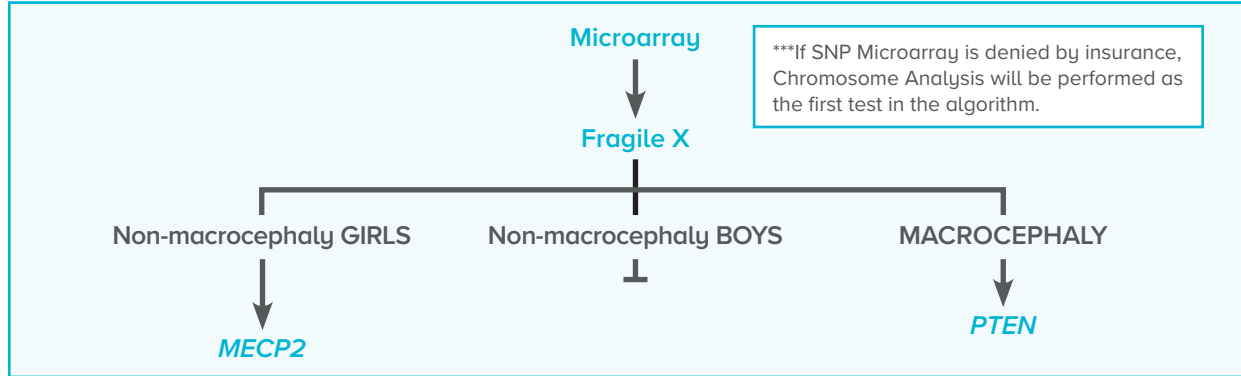 Microarray
***If SNP Microarray is denied by insurance,
Chromosome Analysis will be performed as
the first test in the algorithm.
Fragile X
Non-macrocephaly GIRLS
Non-macrocephaly BOYS
MACROCEPHALY
MECP2
PTEN